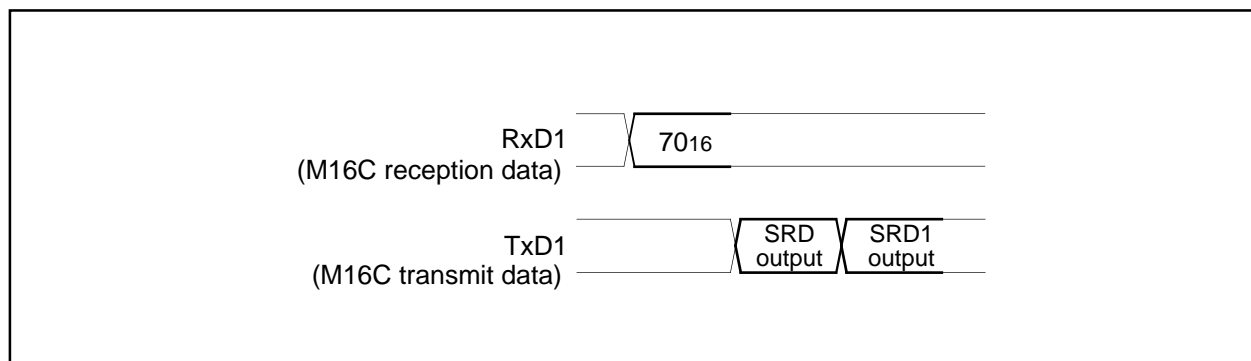 RxD1
(M16C reception data)
7016
TxD1
(M16C transmit data)
SRD
output
SRD1
output